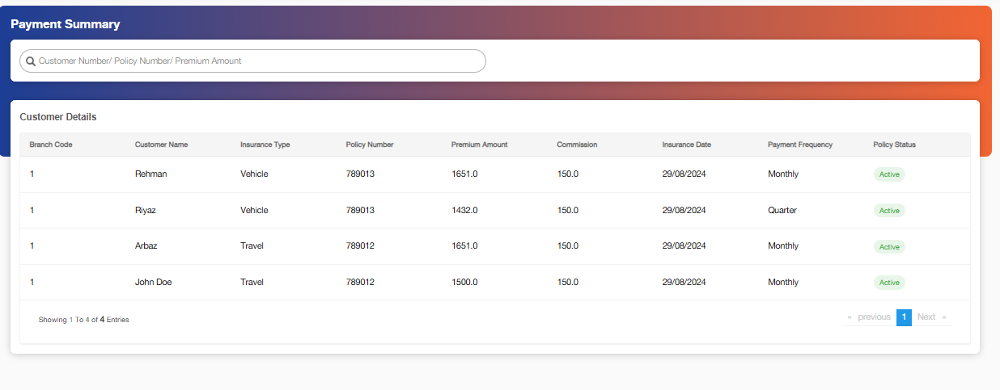 Payment Summary
Customer Number/ Policy Number/ Premium Amount
Customer Details
Branch Code Customer Name Insurance Type Policy Number Premium Amount Commission Insurance Date Payment Frequency Policy Status
1 Rehman Vehicle 789013 1651.0 150.0 29/08/2024 Monthly Active
1 Riyaz Vehicle 789013 1432.0 150.0 29/08/2024 Quarter Active
1 Arbaz Travel 789012 1651.0 150.0 29/08/2024 Monthly Active
1 John Doe Travel 789012 1500.0 150.0 29/08/2024 Monthly Active
Showing 1 To 4 of 4 Entries « previous 1 Next »